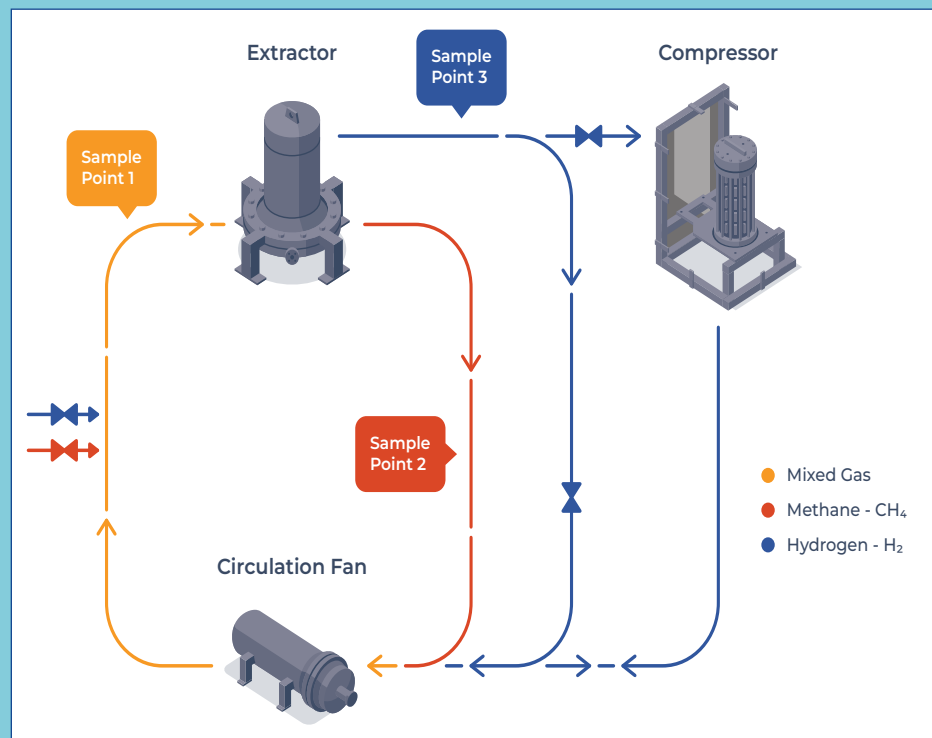 Extractor
Sample
Point 3
Compressor
Sample
Point 1
Sample
Point 2
Mixed Gas
Methane - CH₄
Hydrogen - H₂
Circulation Fan